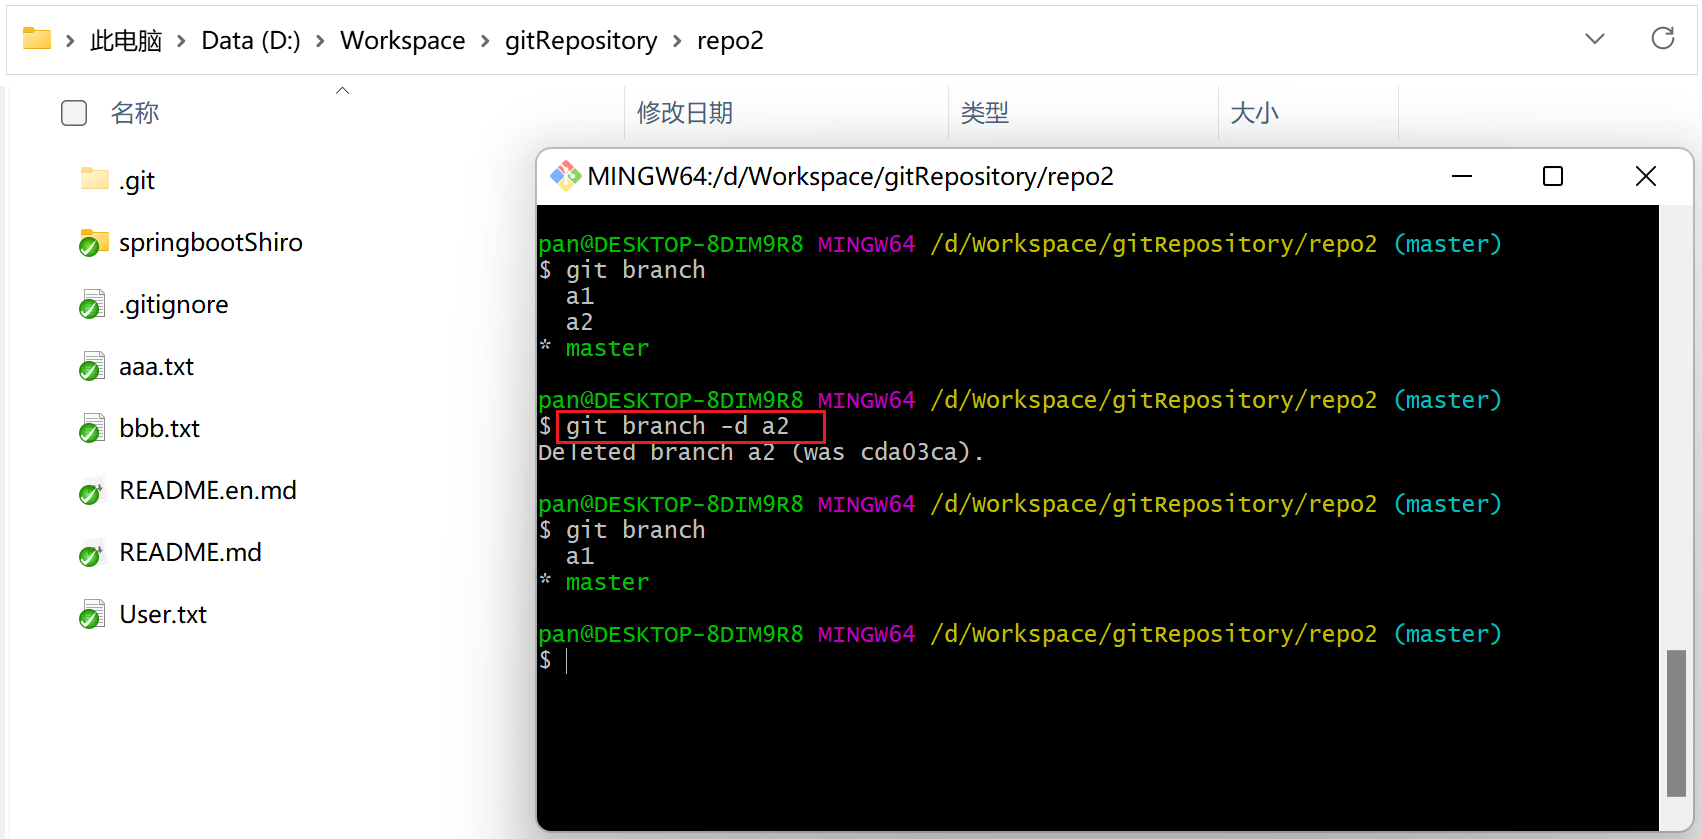 此电脑 > Data (D:) > Workspace > gitRepository > repo2
名称 修改日期 类型 大小
.git
springbootShiro
.gitignore
aaa.txt
bbb.txt
README.en.md
README.md
User.txt
MINGW64:/d/Workspace/gitRepository/repo2
pan@DESKTOP-8DIM9R8 MINGW64 /d/Workspace/gitRepository/repo2 (master)
$ git branch
  a1
  a2
* master
pan@DESKTOP-8DIM9R8 MINGW64 /d/Workspace/gitRepository/repo2 (master)
$ git branch -d a2
Deleted branch a2 (was cda03ca).
pan@DESKTOP-8DIM9R8 MINGW64 /d/Workspace/gitRepository/repo2 (master)
$ git branch
  a1
* master
pan@DESKTOP-8DIM9R8 MINGW64 /d/Workspace/gitRepository/repo2 (master)
$